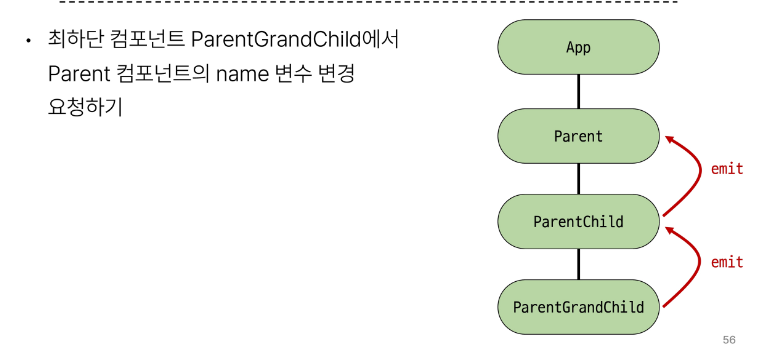 • 최하단 컴포넌트 ParentGrandChild에서
Parent 컴포넌트의 name 변수 변경
요청하기
App
Parent
emit
ParentChild
emit
ParentGrandChild
56